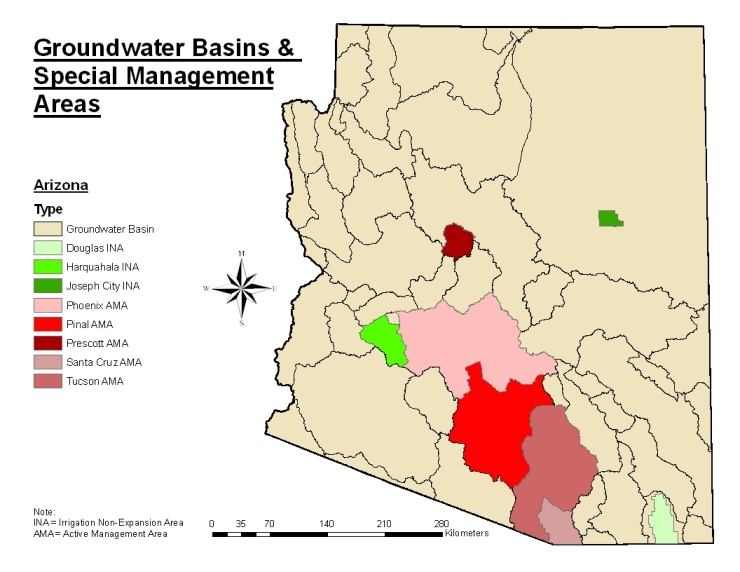 Groundwater Basins &
Special Management
Areas
Arizona
Type
Groundwater Basin
Douglas INA
Harquahala INA
Joseph City INA
Phoenix AMA
Pinal AMA
Prescott AMA
Santa Cruz AMA
Tucson AMA
N
W E
S
Note:
INA = Irrigation Non-Expansion Area
AMA = Active Management Area
0 35 70 140 210 280
Kilometers